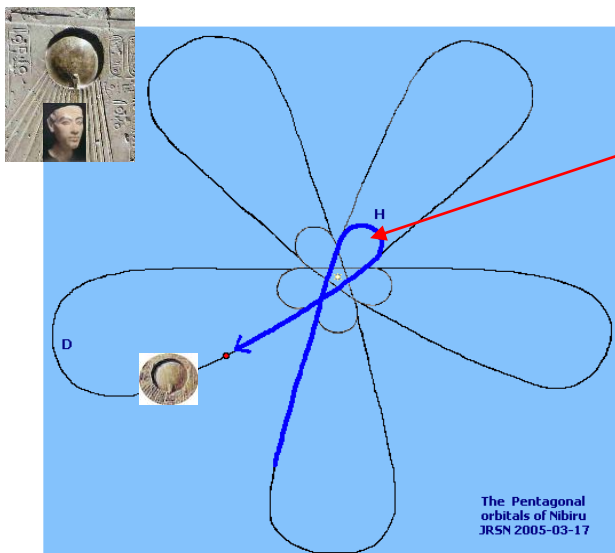 H
D
The Pentagonal
orbitals of Nibiru
JRSN 2005-03-17